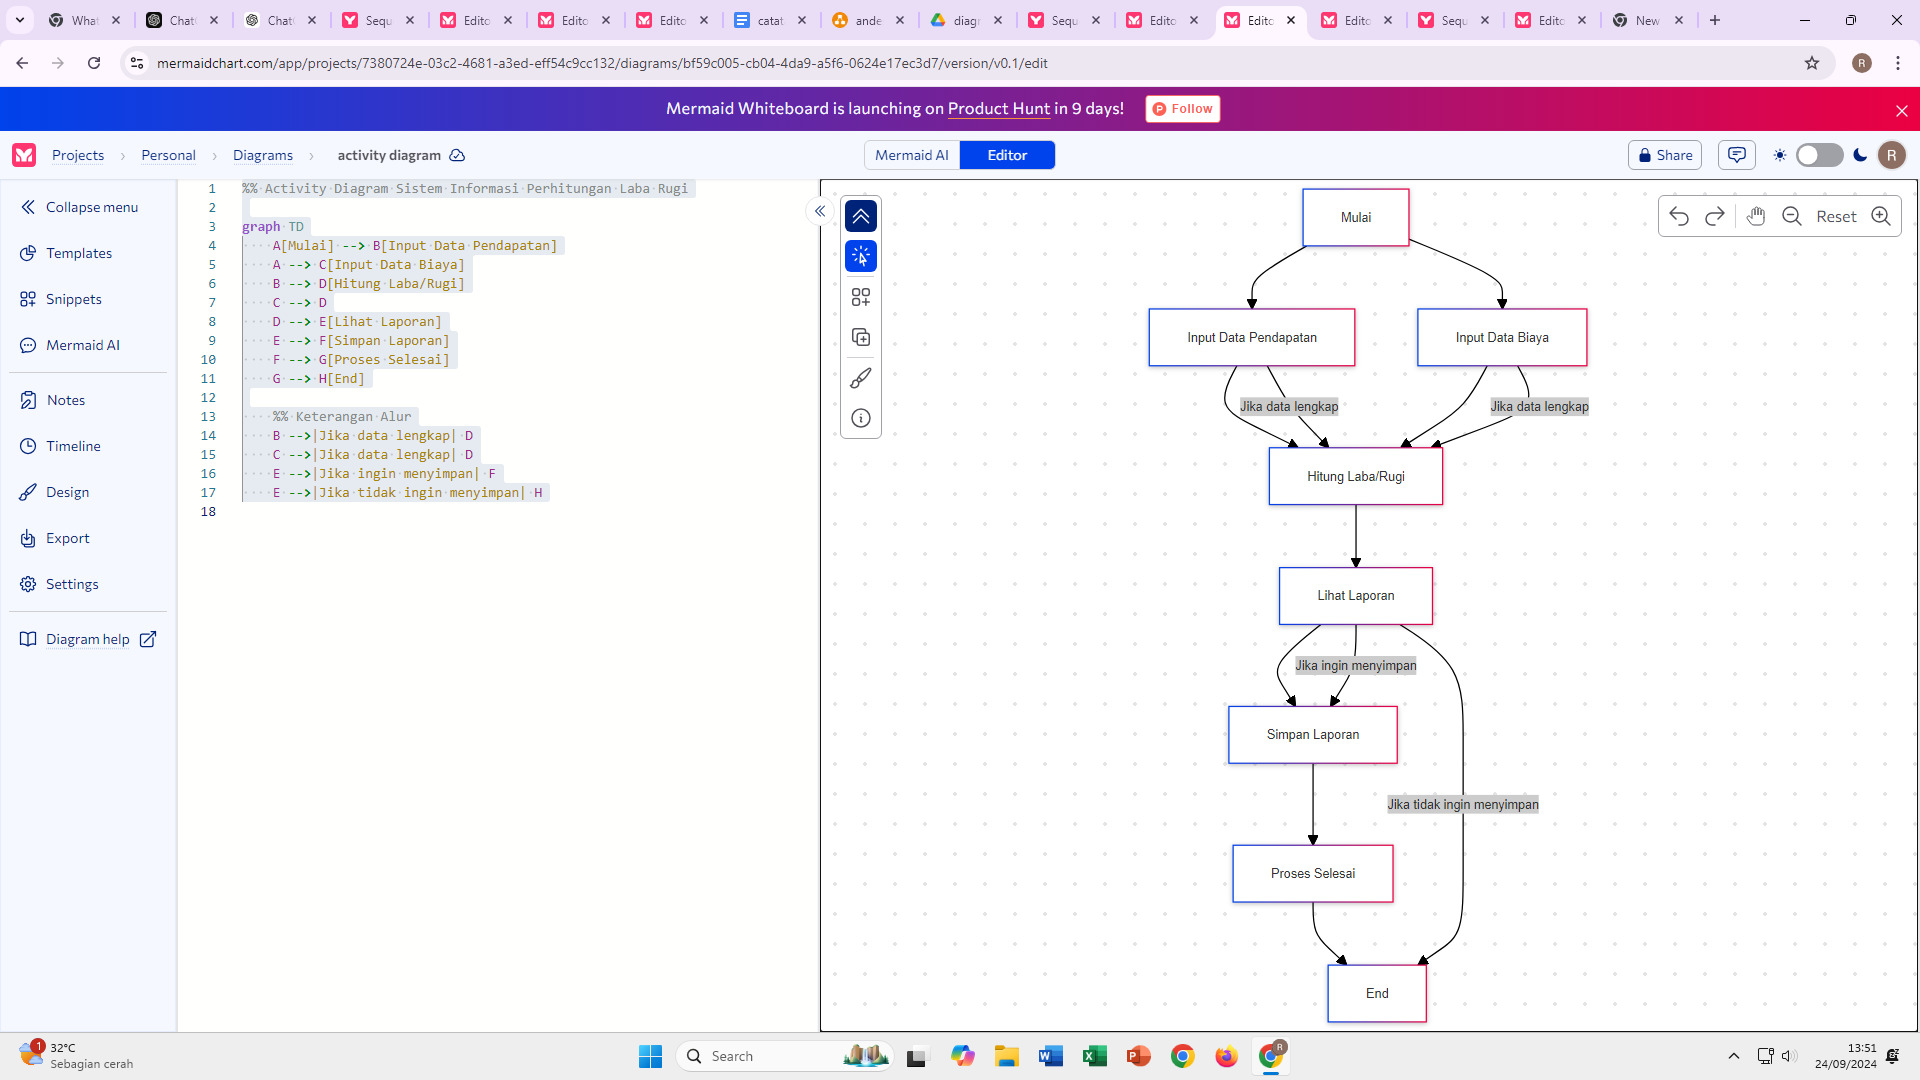 What
Chat
Chat
Sequ
Edito
Edito
Edito
catat
ande
diagr
Sequ
Edito
Edito
Edito
Sequ
Edito
New
mermaidchart.com/app/projects/7380724e-03c2-4681-a3ed-eff54c9cc132/diagrams/bf59c005-cb04-4da9-a5f6-0624e17ec3d7/version/v0.1/edit
R
Mermaid Whiteboard is launching on Product Hunt in 9 days!
P Follow
Projects › Personal › Diagrams › activity diagram
Mermaid AI
Editor
Share
R
Collapse menu
Templates
Snippets
Mermaid AI
Notes
Timeline
Design
Export
Settings
Diagram help
1 %% Activity Diagram Sistem Informasi Perhitungan Laba Rugi
2
3 graph TD
4 A[Mulai] --> B[Input Data Pendapatan]
5 A --> C[Input Data Biaya]
6 B --> D[Hitung Laba/Rugi]
7 C --> D
8 D --> E[Lihat Laporan]
9 E --> F[Simpan Laporan]
10 F --> G[Proses Selesai]
11 G --> H[End]
12
13 %% Keterangan Alur
14 B -->|Jika data lengkap| D
15 C -->|Jika data lengkap| D
16 E -->|Jika ingin menyimpan| F
17 E -->|Jika tidak ingin menyimpan| H
18
Reset
Mulai
Input Data Pendapatan
Input Data Biaya
Jika data lengkap
Jika data lengkap
Hitung Laba/Rugi
Lihat Laporan
Jika ingin menyimpan
Simpan Laporan
Jika tidak ingin menyimpan
Proses Selesai
End
1
32°C
Sebagian cerah
Search
R
13:51
24/09/2024